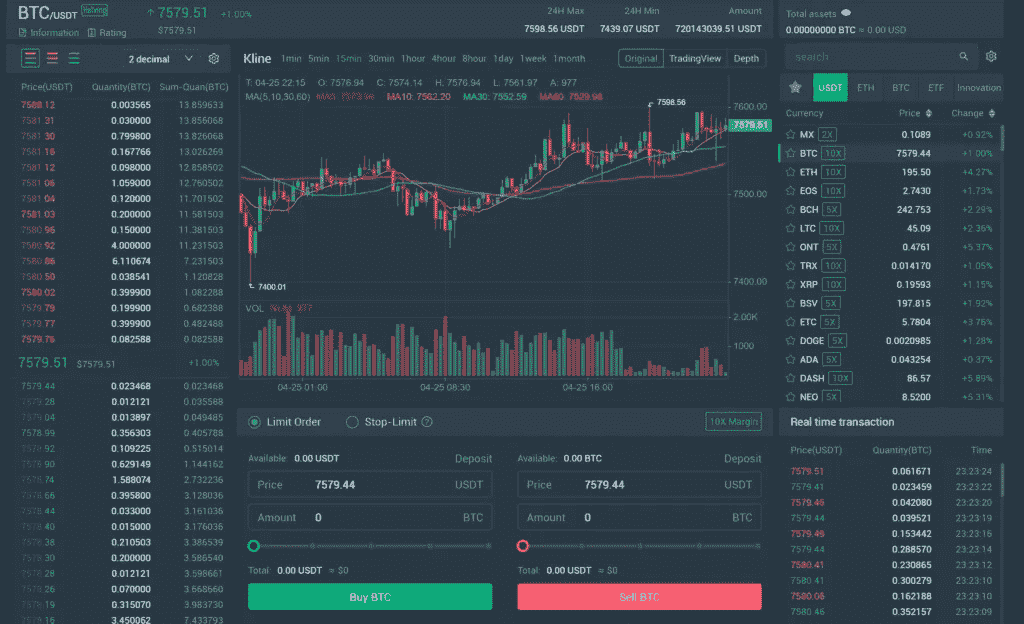 BTC/USDT Halving
↑ 7579.51 +1.00%
$7579.51
Information Rating
24H Max 24H Min Amount
7598.56 USDT 7439.07 USDT 720143039.51 USDT
Total assets
0.00000000 BTC ≈ 0.00 USD
2 decimal
Price(USDT) Quantity(BTC) Sum-Quan(BTC)
7588.12 0.003565 13.859633
7581.31 0.030000 13.856068
7581.30 0.799800 13.826068
7581.16 0.167766 13.026269
7581.12 0.098000 12.858502
7581.06 1.059000 12.760502
7581.04 0.120000 11.701502
7581.03 0.200000 11.581503
7580.96 0.150000 11.381503
7580.92 4.000000 11.231503
7580.86 6.110674 7.231503
7580.50 0.038541 1.120828
7580.02 0.399900 1.082288
7579.79 0.199900 0.682388
7579.77 0.399900 0.482488
7579.76 0.082588 0.082588
7579.51 $7579.51 +1.00%
7579.44 0.023468 0.023468
7579.28 0.012121 0.035588
7579.04 0.013897 0.049485
7578.99 0.356303 0.405788
7578.92 0.109225 0.515014
7578.90 0.629149 1.144162
7578.74 1.588074 2.732236
7578.66 0.395800 3.128036
7578.44 0.033000 3.161036
7578.40 0.015000 3.176036
7578.38 0.210503 3.386539
7578.30 0.200000 3.586540
7578.28 0.012121 3.598661
7578.26 0.070000 3.668660
7578.19 0.315070 3.983730
3.450062 7.433793
Kline 1min 5min 15min 30min 1hour 4hour 8hour 1day 1week 1month Original TradingView Depth
T: 04-25 22:15 O: 7576.94 C: 7574.14 H: 7576.94 L: 7561.97 A: 977
MA(5,10,30,60) MA10: 7562.20 MA30: 7552.59 MA60: 7529.98
7598.56
7600.00
7579.51
7500.00
7400.01
7400.00
VOL
2.00K
1000
04-25 01:00 04-25 08:30 04-25 16:00
Limit Order Stop-Limit ? 10X Margin
Available: 0.00 USDT Deposit
Price 7579.44 USDT
Amount 0 BTC
Total: 0.00 USDT ≈ $0
Buy BTC
Available: 0.00 BTC Deposit
Price 7579.44 USDT
Amount 0 BTC
Total: 0.00 USDT ≈ $0
Sell BTC
search
USDT ETH BTC ETF Innovation
Currency Price Change
MX 2X 0.1089 +0.92%
BTC 10X 7579.44 +1.00%
ETH 10X 195.50 +4.27%
EOS 10X 2.7430 +1.73%
BCH 5X 242.753 +2.29%
LTC 10X 45.09 +2.36%
ONT 5X 0.4761 +5.37%
TRX 10X 0.014170 +1.05%
XRP 10X 0.19593 +1.15%
BSV 5X 197.815 +1.92%
ETC 5X 5.7804 +3.76%
DOGE 5X 0.0020985 +1.28%
ADA 5X 0.043254 +0.37%
DASH 10X 86.57 +5.89%
NEO 5X 8.5200 +5.31%
Real time transaction
Price(USDT) Quantity(BTC) Time
7579.51 0.061671 23:23:24
7579.41 0.023459 23:23:22
7579.46 0.042080 23:23:20
7579.44 0.039521 23:23:19
7579.46 0.153442 23:23:16
7579.44 0.288570 23:23:14
7580.41 0.230865 23:23:12
7580.41 0.300279 23:23:10
7580.06 0.162188 23:23:10
7580.46 0.352157 23:23:09